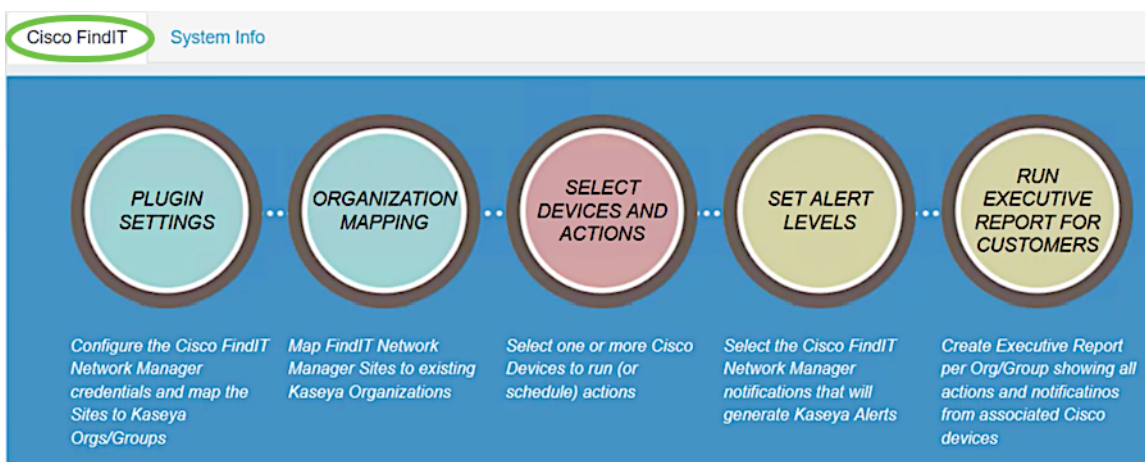 Cisco FindIT System Info
PLUGIN
SETTINGS
ORGANIZATION
MAPPING
SELECT
DEVICES AND
ACTIONS
SET ALERT
LEVELS
RUN
EXECUTIVE
REPORT FOR
CUSTOMERS
Configure the Cisco FindIT
Network Manager
credentials and map the
Sites to Kaseya
Orgs/Groups
Map FindIT Network
Manager Sites to existing
Kaseya Organizations
Select one or more Cisco
Devices to run (or
schedule) actions
Select the Cisco FindIT
Network Manager
notifications that will
generate Kaseya Alerts
Create Executive Report
per Org/Group showing all
actions and notificatinos
from associated Cisco
devices